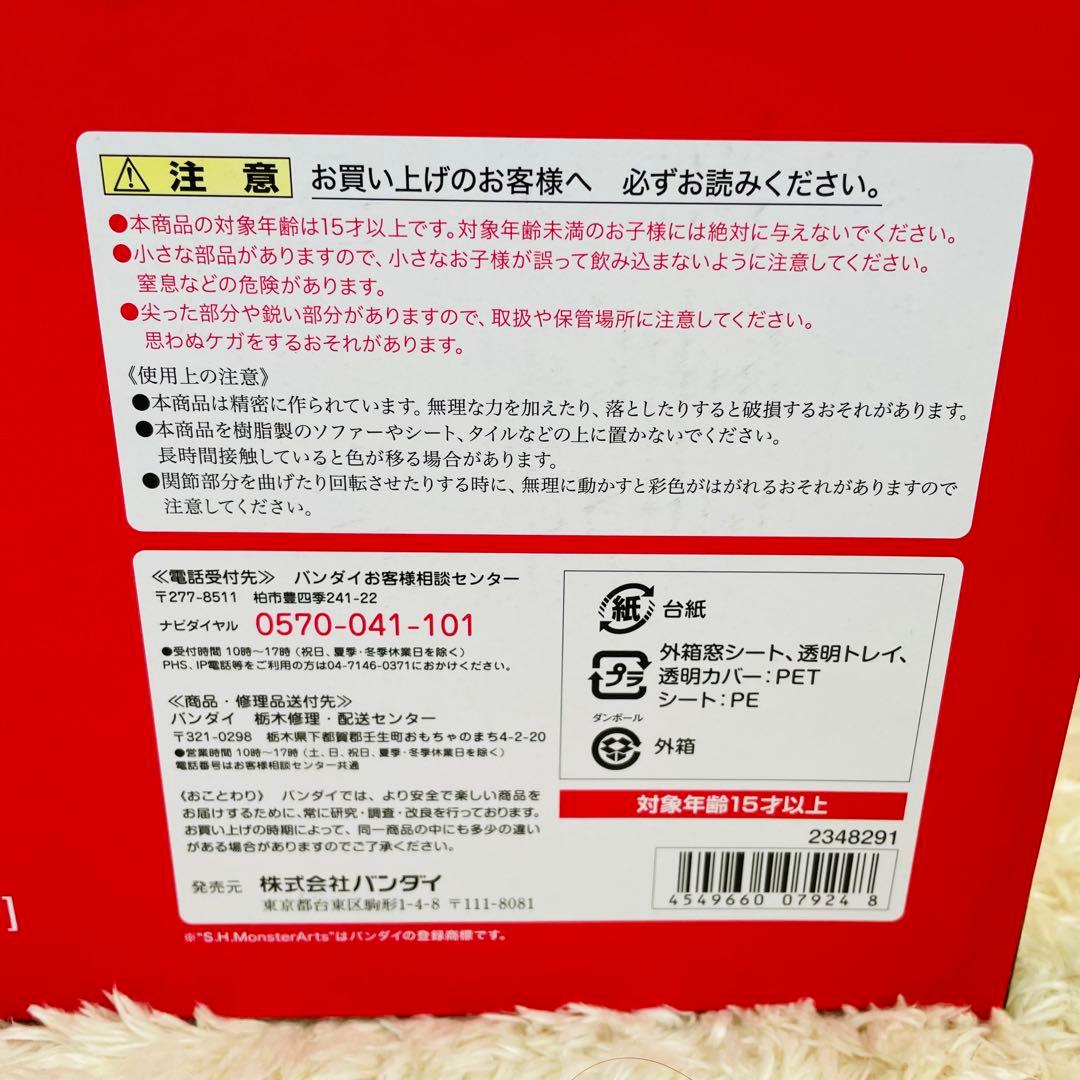 注意 お買い上げのお客様へ 必ずお読みください。
●本商品の対象年齢は15才以上です。対象年齢未満のお子様には絶対に与えないでください。
●小さな部品がありますので、小さなお子様が誤って飲み込まないように注意してください。
窒息などの危険があります。
●尖った部分や鋭い部分がありますので、取扱や保管場所に注意してください。
思わぬケガをするおそれがあります。
《使用上の注意》
●本商品は精密に作られています。無理な力を加えたり、落としたりすると破損するおそれがあります。
●本商品を樹脂製のソファーやシート、タイルなどの上に置かないでください。
長時間接触していると色が移る場合があります。
●関節部分を曲げたり回転させたりする時に、無理に動かすと彩色がはがれるおそれがありますので
注意してください。
≪電話受付先≫ バンダイお客様相談センター
〒277-8511 柏市豊四季241-22
ナビダイヤル 0570-041-101
●受付時間 10時〜17時(祝日、夏季・冬季休業日を除く)
PHS、IP電話等をご利用の方は04-7146-0371におかけください。
≪商品・修理品送付先≫
バンダイ 栃木修理・配送センター
〒321-0298 栃木県下都賀郡壬生町おもちゃのまち4-2-20
●営業時間 10時〜17時(土、日、祝日、夏季・冬季休業日を除く)
電話番号はお客様相談センター共通
《おことわり》 バンダイでは、より安全で楽しい商品を
お届けするために、常に研究・調査・改良を行っております。
お買い上げの時期によって、同一商品の中にも多少の違い
がある場合がありますのでご了承ください。
発売元 株式会社バンダイ
東京都台東区駒形1-4-8 〒111-8081
紙 台紙
プラ 外箱窓シート、透明トレイ、
透明カバー:PET
シート:PE
ダンボール
外箱
対象年齢15才以上
2348291
4549660 07924 8
]
※"S.H.MonsterArts"はバンダイの登録商標です。